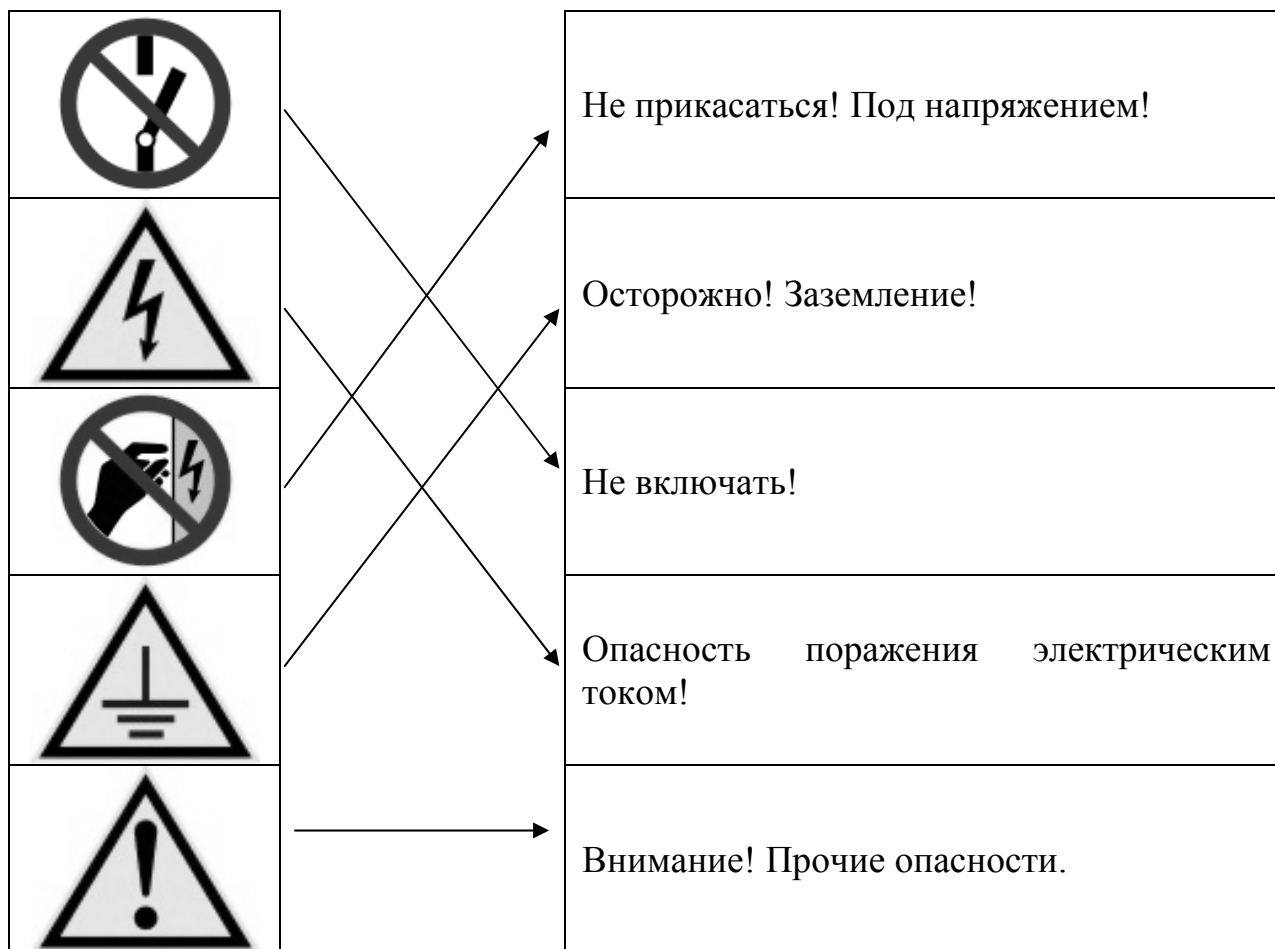 Не прикасаться! Под напряжением!
Осторожно! Заземление!
Не включать!
Опасность поражения электрическим
током!
Внимание! Прочие опасности.